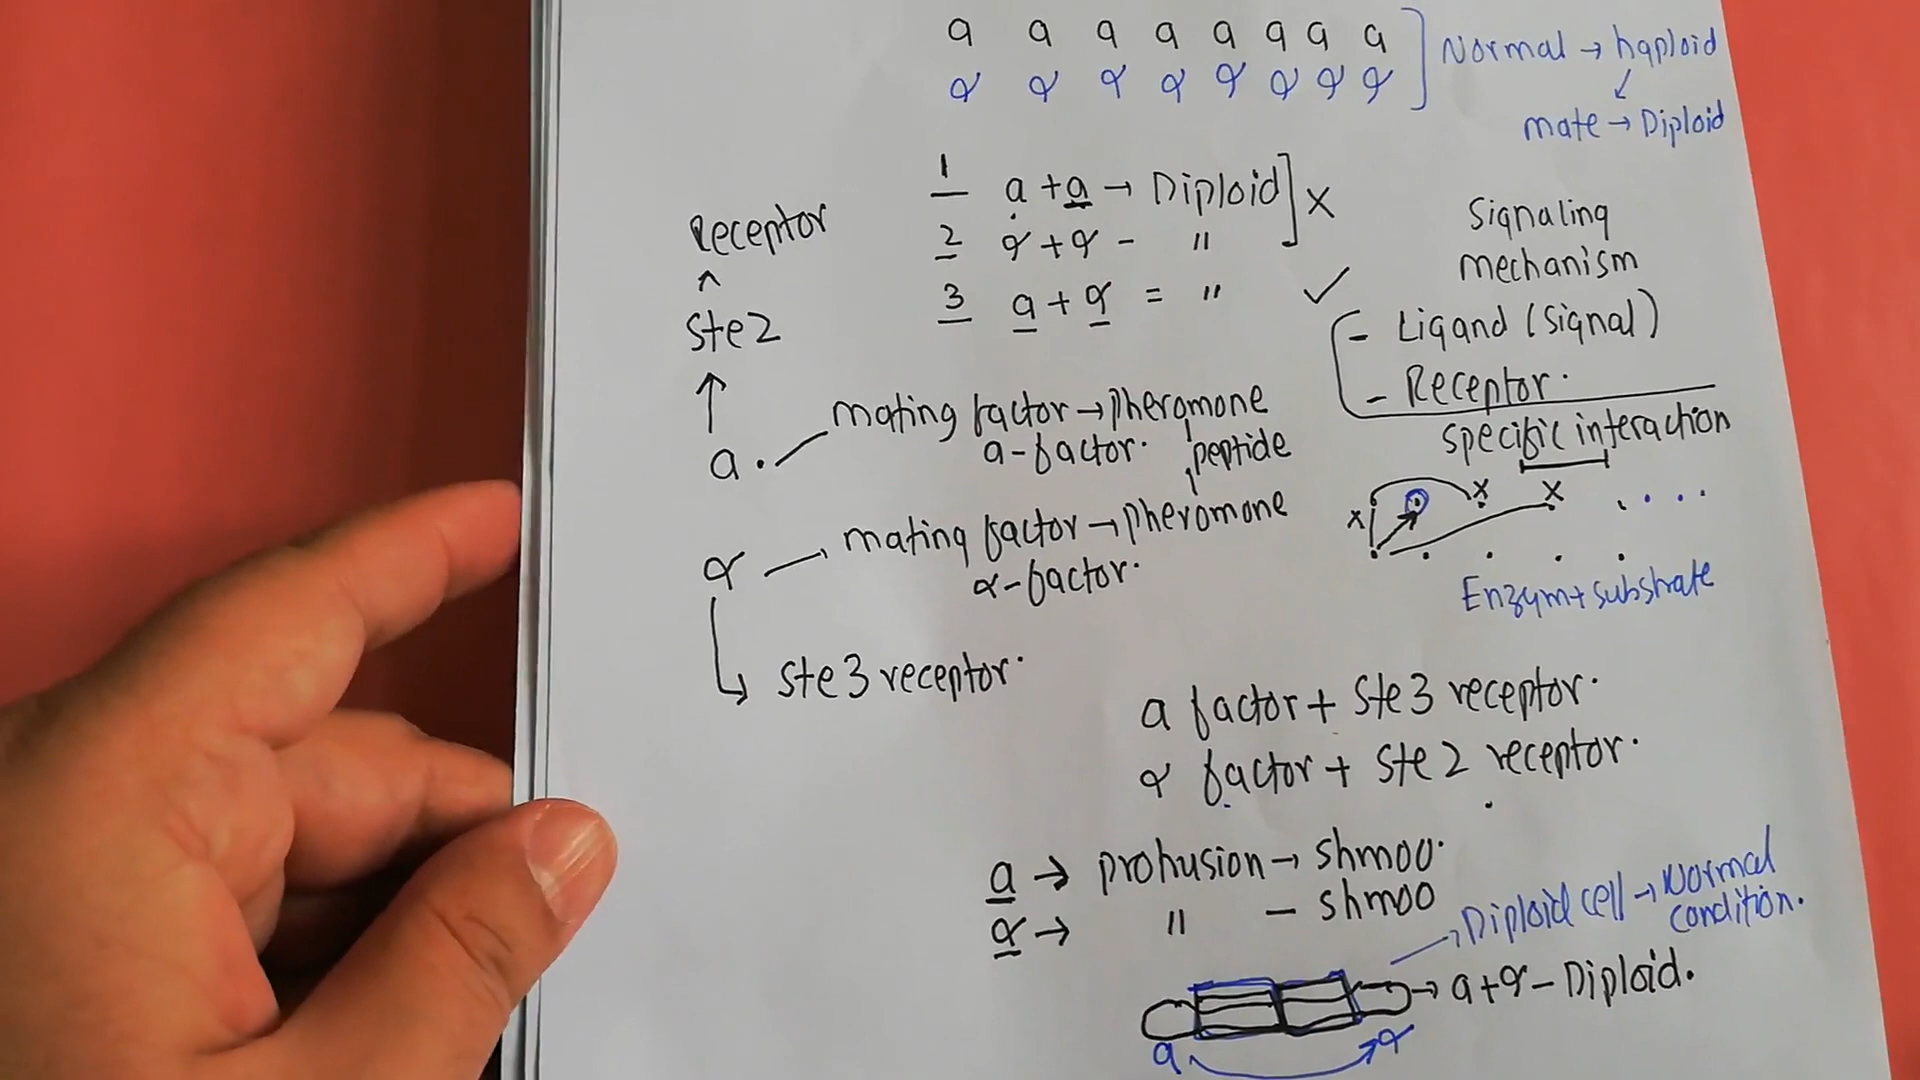 a a a a a a a a
α α α α α α α α
Normal → haploid
mate → Diploid
1 a + a → Diploid X
2 α + α - "
3 a + α = " ✓
Receptor
Ste2
a
mating factor → Pheromone
a-factor. peptide
α → mating factor → Pheromone
α-factor.
Ste3 receptor.
Signaling
mechanism
- Ligand (Signal)
- Receptor.
specific interaction
x x x
Enzym + substrate
a factor + Ste3 receptor.
α factor + Ste2 receptor.
a → prohusion → shmoo.
α → " - shmoo
Diploid cell → Normal
condition.
→ a+α - Diploid.
a α